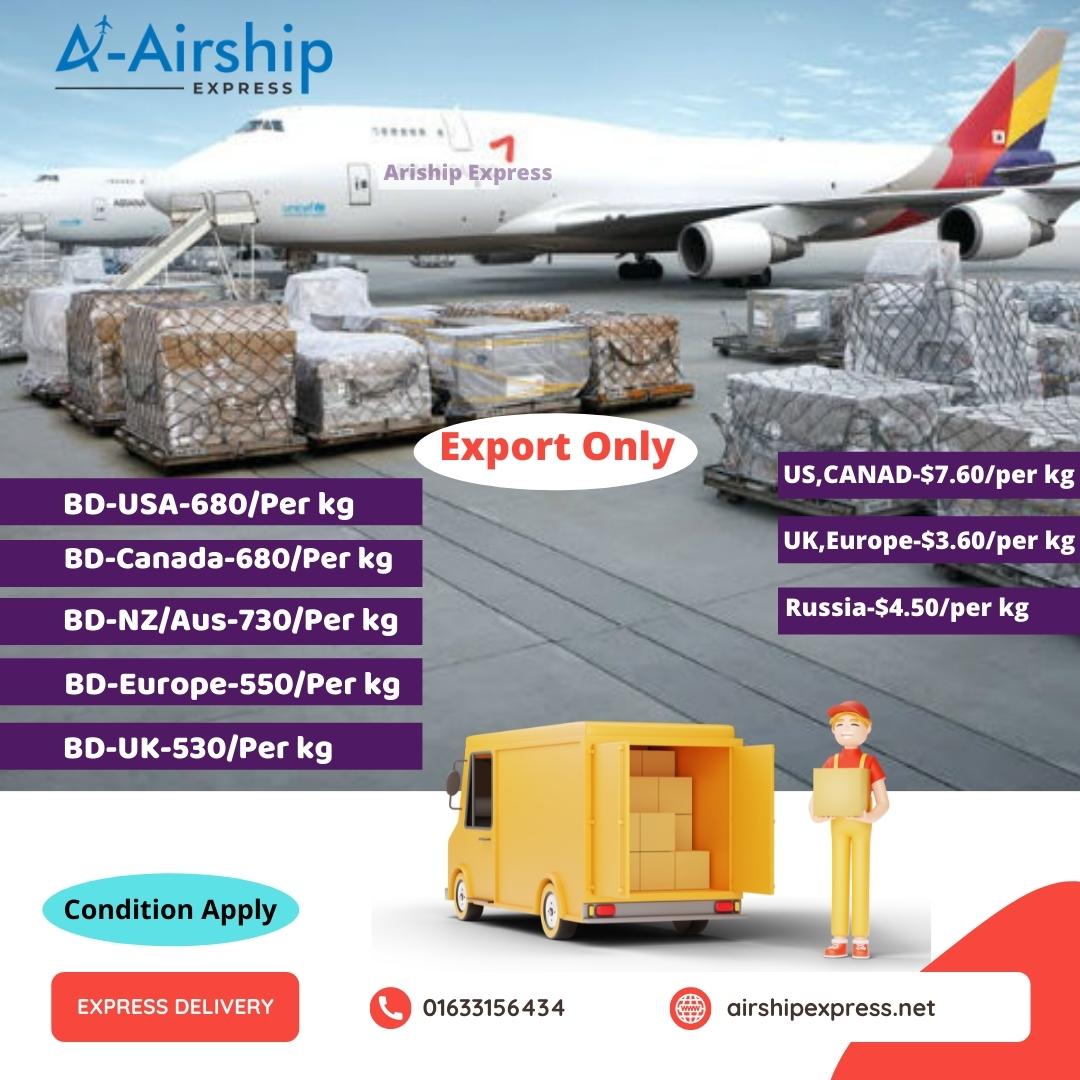 A-Airship
EXPRESS
Ariship Express
unicef
Export Only
BD-USA-680/Per kg
BD-Canada-680/Per kg
BD-NZ/Aus-730/Per kg
BD-Europe-550/Per kg
BD-UK-530/Per kg
US,CANAD-$7.60/per kg
UK,Europe-$3.60/per kg
Russia-$4.50/per kg
Condition Apply
EXPRESS DELIVERY
01633156434
www
airshipexpress.net